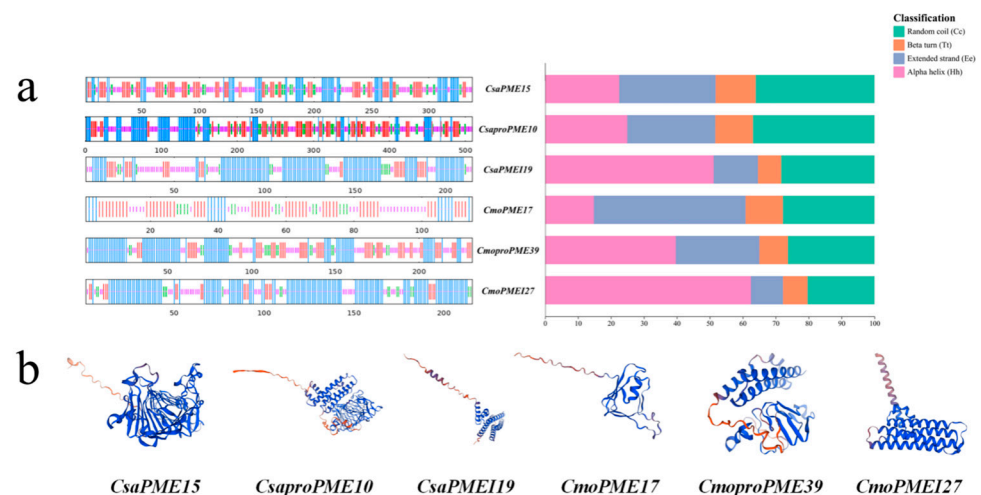 Classification
Random coil (Cc)
Beta turn (Tt)
Extended strand (Ee)
Alpha helix (Hh)
a
CsaPME15
50 100 150 200 250 300
CsaproPME10
0 100 200 300 400 500
CsaPMEI19
50 100 150 200
CmoPME17
20 40 60 80 100
CmoproPME39
50 100 150 200
CmoPMEI27
50 100 150 200
0 10 20 30 40 50 60 70 80 90 100
b
CsaPME15 CsaproPME10 CsaPMEI19 CmoPME17 CmoproPME39 CmoPMEI27